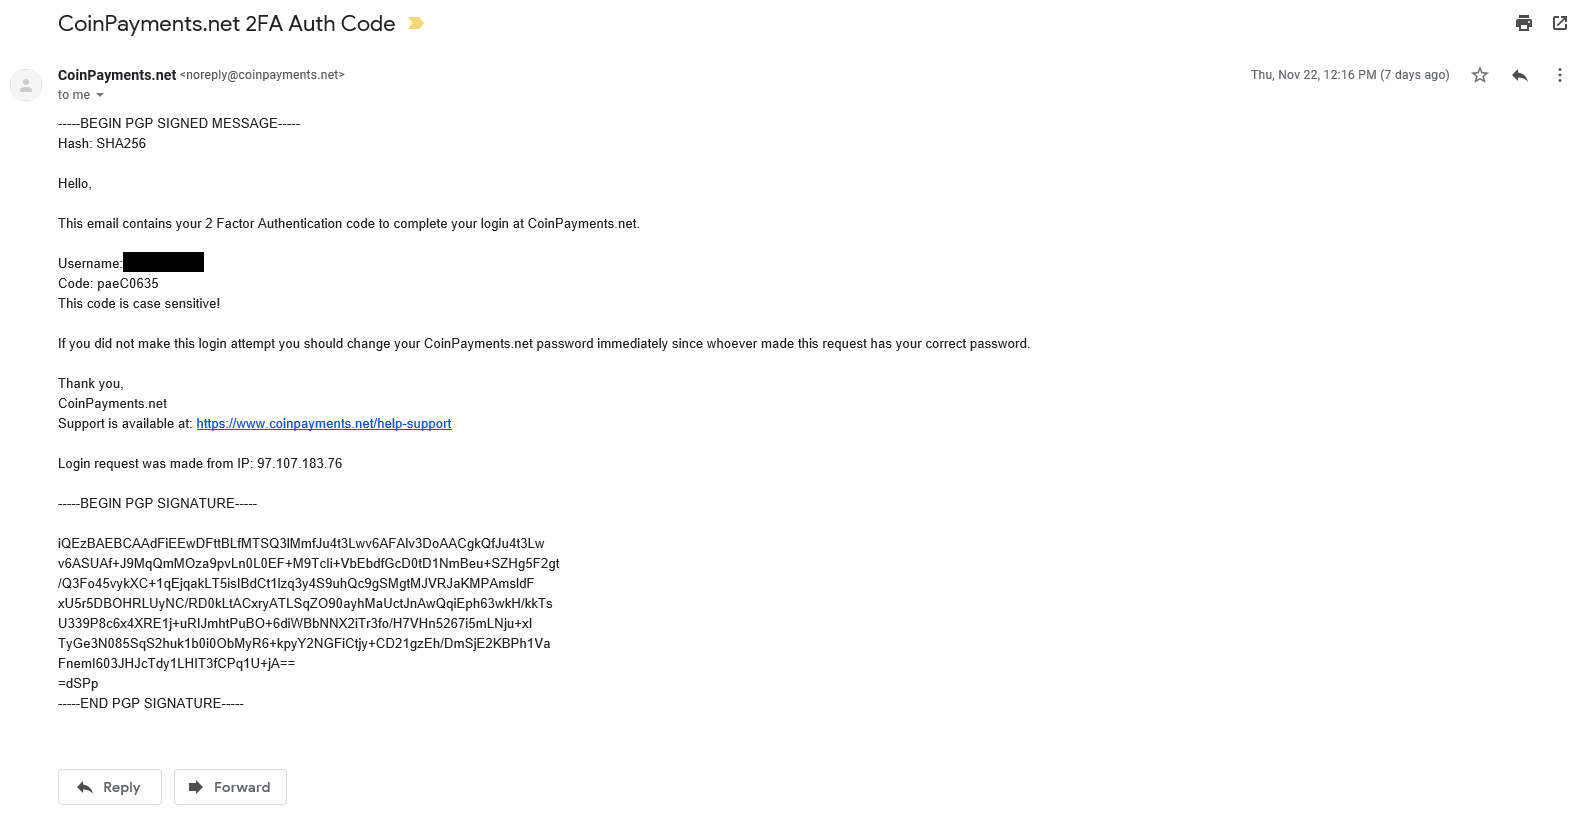 CoinPayments.net 2FA Auth Code
CoinPayments.net <noreply@coinpayments.net>
Thu, Nov 22, 12:16 PM (7 days ago)
to me
-----BEGIN PGP SIGNED MESSAGE-----
Hash: SHA256
Hello,
This email contains your 2 Factor Authentication code to complete your login at CoinPayments.net.
Username:
Code: paeC0635
This code is case sensitive!
If you did not make this login attempt you should change your CoinPayments.net password immediately since whoever made this request has your correct password.
Thank you,
CoinPayments.net
Support is available at: https://www.coinpayments.net/help-support
Login request was made from IP: 97.107.183.76
-----BEGIN PGP SIGNATURE-----
iQEzBAEBCAAdFiEEwDFttBLfMTSQ3lMmfJu4t3Lwv6AFAlv3DoAACgkQfJu4t3Lw
v6ASUAf+J9MqQmMOza9pvLn0L0EF+M9TcIi+VbEbdfGcD0tD1NmBeu+SZHg5F2gt
/Q3Fo45vykXC+1qEjqakLT5isIBdCt1lzq3y4S9uhQc9gSMgtMJVRJaKMPAmsldF
xU5r5DBOHRLUyNC/RD0kLtACxryATLSqZO90ayhMaUctJnAwQqiEph63wkH/kkTs
U339P8c6x4XRE1j+uRIJmhtPuBO+6diWBbNNX2iTr3fo/H7VHn5267i5mLNju+xI
TyGe3N085SqS2huk1b0i0ObMyR6+kpyY2NGFiCtjy+CD21gzEh/DmSjE2KBPh1Va
Fneml603JHJcTdy1LHIT3fCPq1U+jA==
=dSPp
-----END PGP SIGNATURE-----
Reply
Forward